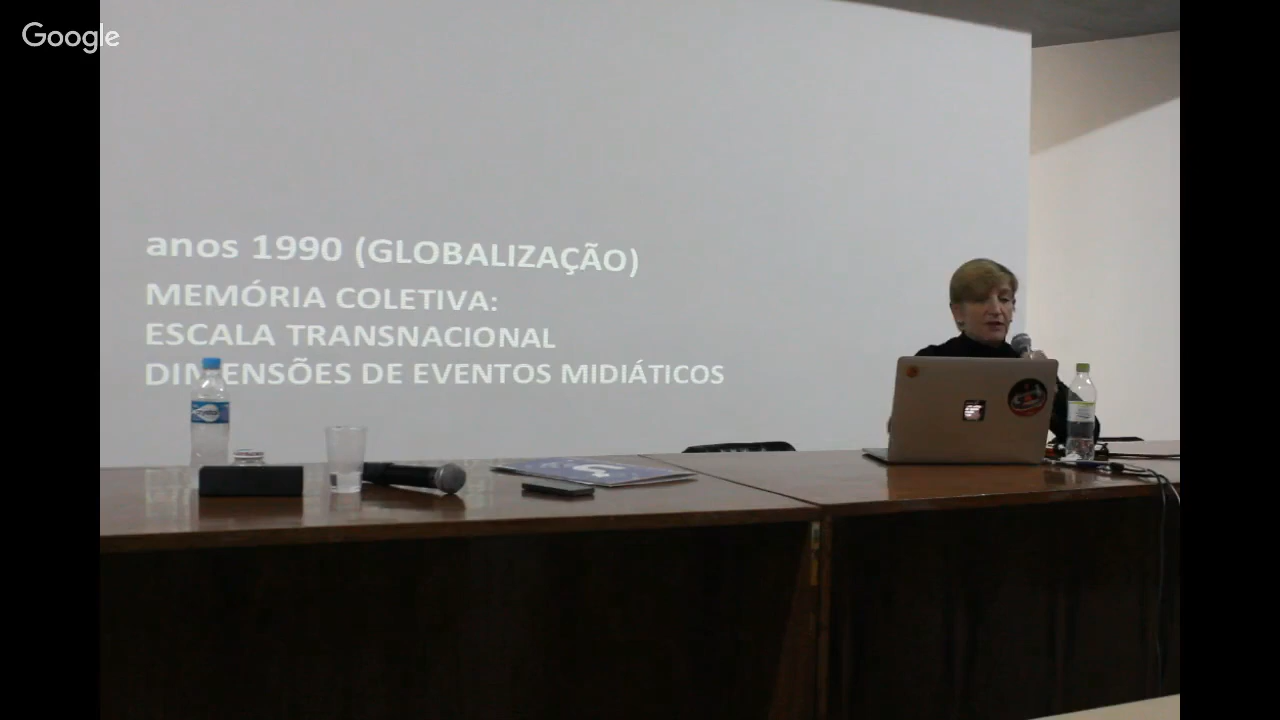 Google
anos 1990 (GLOBALIZAÇÃO)
MEMÓRIA COLETIVA:
ESCALA TRANSNACIONAL
DIMENSÕES DE EVENTOS MIDIÁTICOS